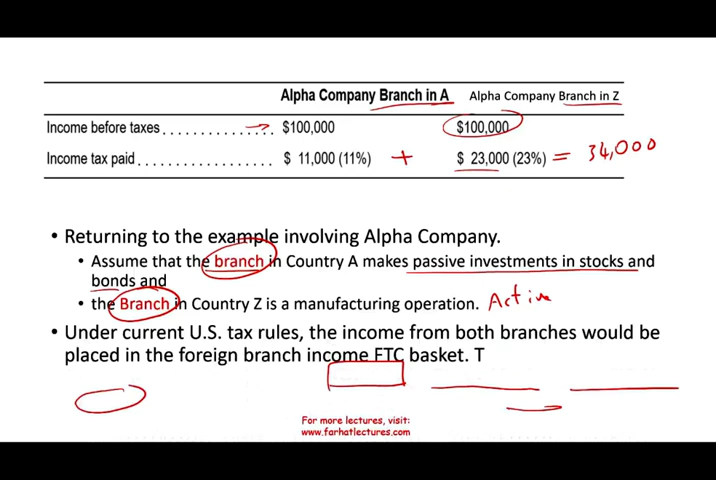 Alpha Company Branch in A Alpha Company Branch in Z
Income before taxes . . . . . . . . . . . . . . . . $100,000 $100,000
Income tax paid . . . . . . . . . . . . . . . . . . . . $ 11,000 (11%) + $ 23,000 (23%) = 34,000
• Returning to the example involving Alpha Company.
• Assume that the branch in Country A makes passive investments in stocks and
bonds and
• the Branch in Country Z is a manufacturing operation. Active
• Under current U.S. tax rules, the income from both branches would be
placed in the foreign branch income FTC basket. T
For more lectures, visit:
www.farhatlectures.com